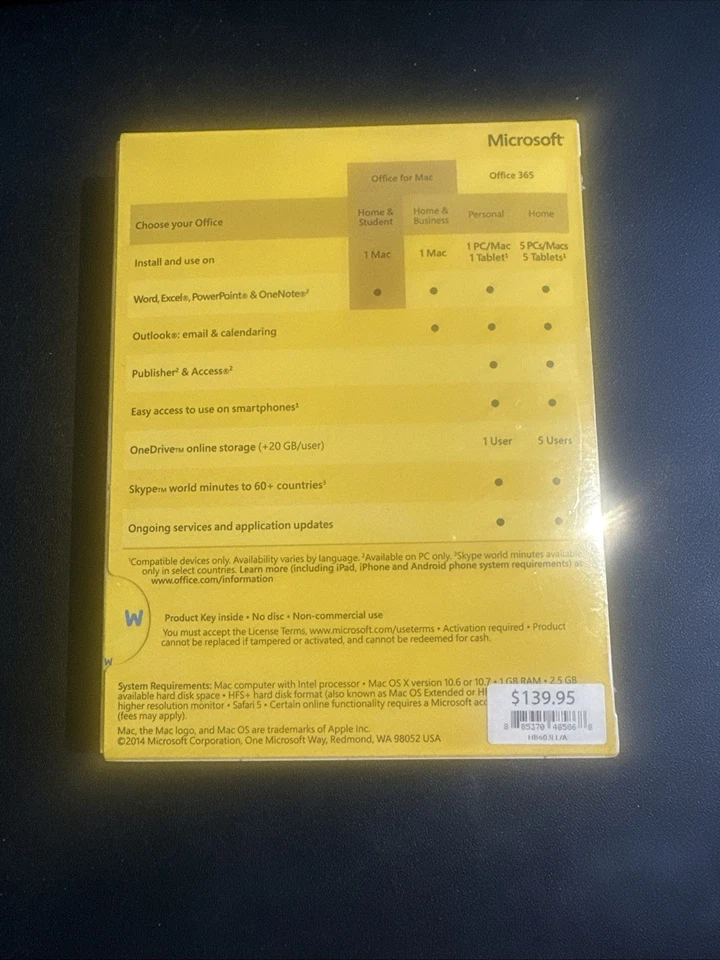 Microsoft
Office for Mac Office 365
Choose your Office Home & Student Home & Business Personal Home
Install and use on 1 Mac 1 Mac 1 PC/Mac 1 Tablet¹ 5 PCs/Macs 5 Tablets¹
Word, Excel®, PowerPoint® & OneNote®² ● ● ● ●
Outlook®: email & calendaring ● ● ●
Publisher² & Access®² ● ●
Easy access to use on smartphones¹ ● ●
OneDrive™ online storage (+20 GB/user) 1 User 5 Users
Skype™ world minutes to 60+ countries³ ● ●
Ongoing services and application updates ● ●
¹Compatible devices only. Availability varies by language. ²Available on PC only. ³Skype world minutes available
only in select countries. Learn more (including iPad, iPhone and Android phone system requirements) at
www.office.com/information
W
Product Key inside • No disc • Non-commercial use
You must accept the License Terms, www.microsoft.com/useterms • Activation required • Product
cannot be replaced if tampered or activated, and cannot be redeemed for cash.
W
System Requirements: Mac computer with Intel processor • Mac OS X version 10.6 or 10.7 • 1 GB RAM • 2.5 GB
available hard disk space • HFS+ hard disk format (also known as Mac OS Extended or
higher resolution monitor • Safari 5 • Certain online functionality requires a Microsoft
(fees may apply).
Mac, the Mac logo, and Mac OS are trademarks of Apple Inc.
©2014 Microsoft Corporation, One Microsoft Way, Redmond, WA 98052 USA
$139.95